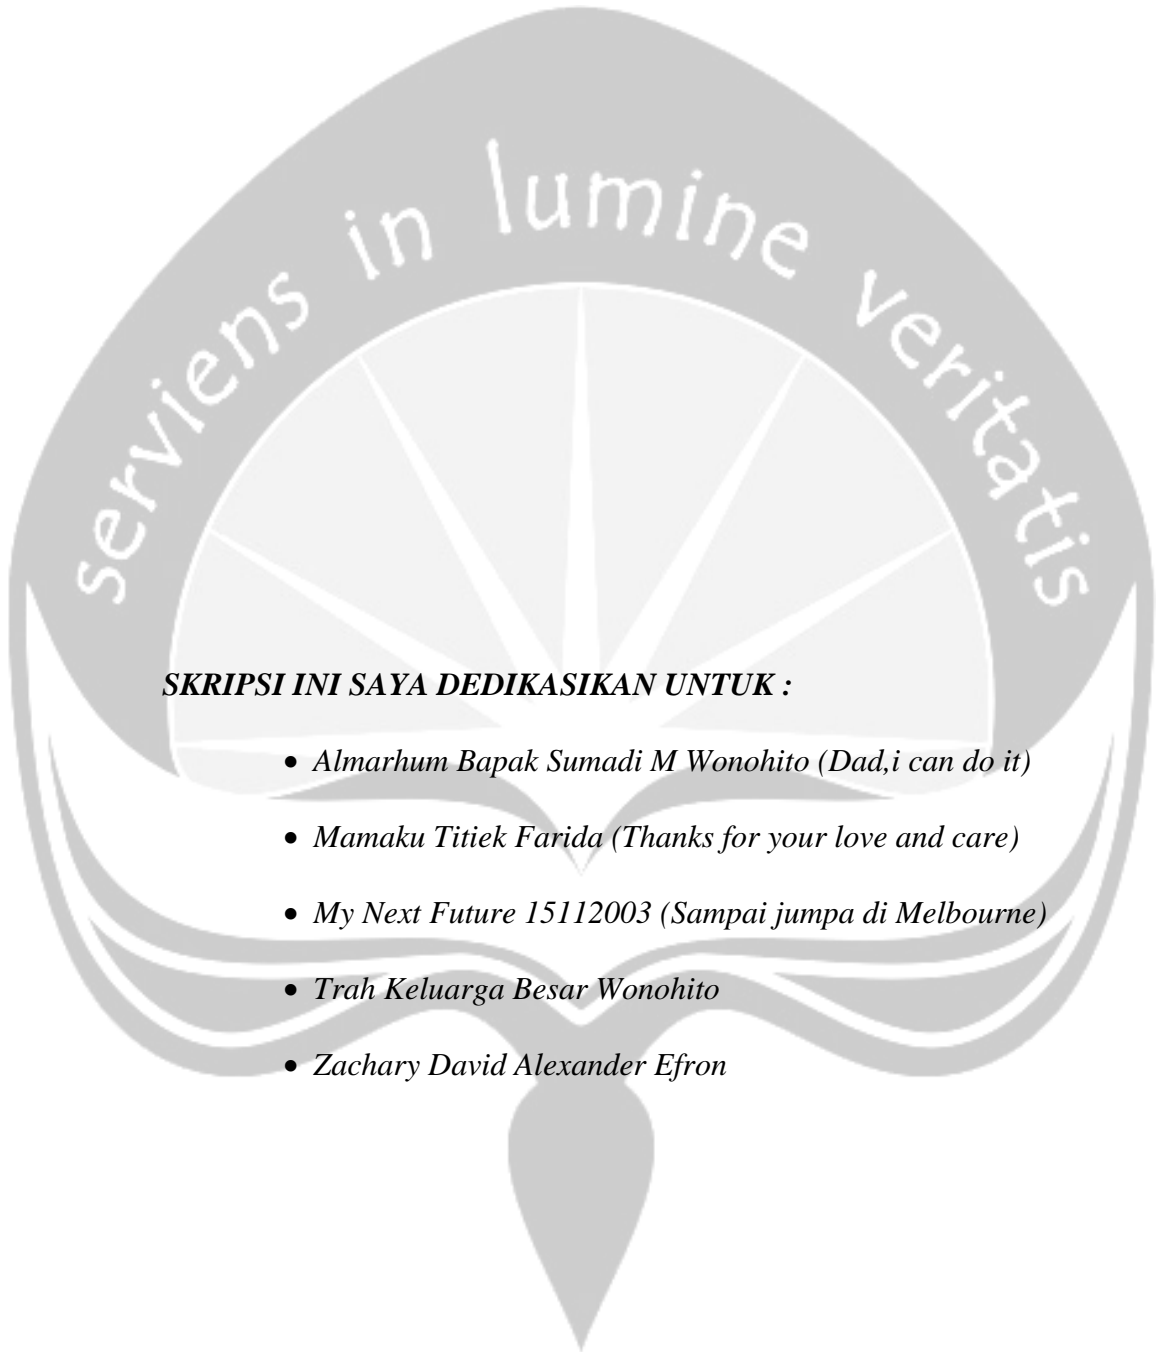 serviens in lumine veritatis
SKRIPSI INI SAYA DEDIKASIKAN UNTUK :
• Almarhum Bapak Sumadi M Wonohito (Dad,i can do it)
• Mamaku Titiek Farida (Thanks for your love and care)
• My Next Future 15112003 (Sampai jumpa di Melbourne)
• Trah Keluarga Besar Wonohito
• Zachary David Alexander Efron